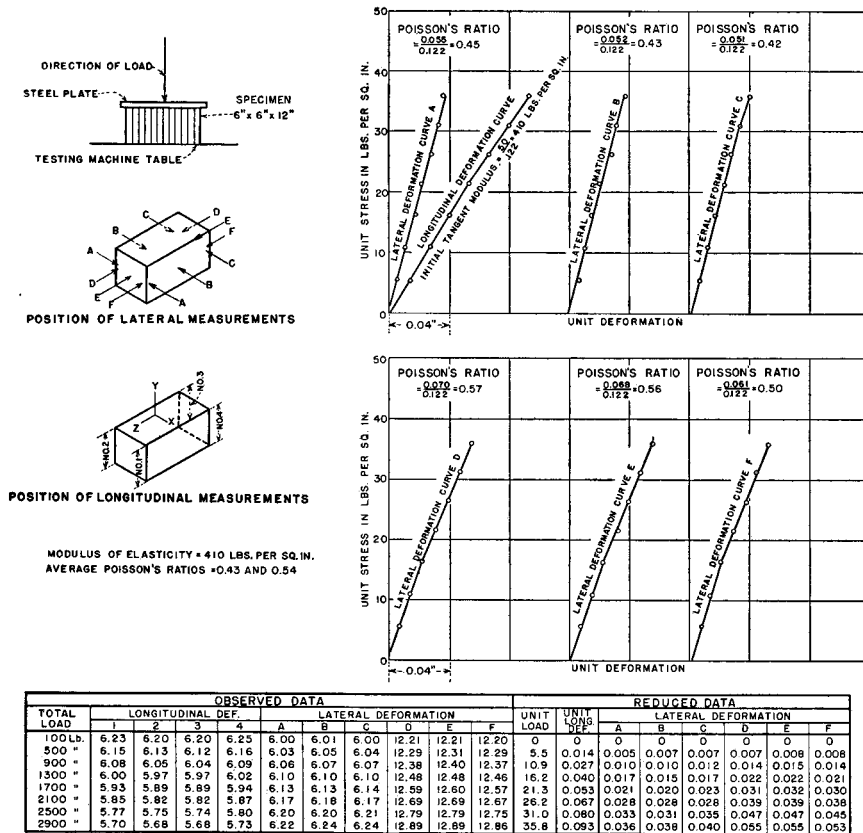 DIRECTION OF LOAD
STEEL PLATE
SPECIMEN
6" x 6" x 12"
TESTING MACHINE TABLE
C D
B E
F
A
D C
E B
F A
POSITION OF LATERAL MEASUREMENTS
Y
NO.3
Z X
NO.4
NO.2
NO.1
POSITION OF LONGITUDINAL MEASUREMENTS
MODULUS OF ELASTICITY = 410 LBS. PER SQ. IN.
AVERAGE POISSON'S RATIOS = 0.43 AND 0.54
UNIT STRESS IN LBS. PER SQ. IN.
50
40
30
20
10
0
POISSON'S RATIO
= 0.055/0.122 = 0.45
POISSON'S RATIO
= 0.052/0.122 = 0.43
POISSON'S RATIO
= 0.051/0.122 = 0.42
LATERAL DEFORMATION CURVE A
LONGITUDINAL DEFORMATION CURVE
INITIAL TANGENT MODULUS. = 50/.122 = 410 LBS. PER SQ. IN.
LATERAL DEFORMATION CURVE B
LATERAL DEFORMATION CURVE C
0.04"
UNIT DEFORMATION
UNIT STRESS IN LBS. PER SQ. IN.
50
40
30
20
10
0
POISSON'S RATIO
= 0.070/0.122 = 0.57
POISSON'S RATIO
= 0.068/0.122 = 0.56
POISSON'S RATIO
= 0.061/0.122 = 0.50
LATERAL DEFORMATION CURVE D
LATERAL DEFORMATION CURVE E
LATERAL DEFORMATION CURVE F
0.04"
UNIT DEFORMATION
OBSERVED DATA REDUCED DATA
TOTAL LOAD LONGITUDINAL DEF. LATERAL DEFORMATION UNIT LOAD UNIT LONG. DEF. LATERAL DEFORMATION
1 2 3 4 A B C D E F A B C D E F
100 Lb. 6.23 6.20 6.20 6.25 6.00 6.01 6.00 12.21 12.21 12.20 0 0 0 0 0 0 0 0
500 " 6.15 6.13 6.12 6.16 6.03 6.05 6.04 12.29 12.31 12.29 5.5 0.014 0.005 0.007 0.007 0.007 0.008 0.008
900 " 6.08 6.05 6.04 6.09 6.06 6.07 6.07 12.38 12.40 12.37 10.9 0.027 0.010 0.010 0.012 0.014 0.015 0.014
1300 " 6.00 5.97 5.97 6.02 6.10 6.10 6.10 12.48 12.48 12.46 16.2 0.040 0.017 0.015 0.017 0.022 0.022 0.021
1700 " 5.93 5.89 5.89 5.94 6.13 6.13 6.14 12.59 12.60 12.57 21.3 0.053 0.021 0.020 0.023 0.031 0.032 0.030
2100 " 5.85 5.82 5.82 5.87 6.17 6.18 6.17 12.69 12.69 12.67 26.2 0.067 0.028 0.028 0.028 0.039 0.039 0.038
2500 " 5.77 5.75 5.74 5.80 6.20 6.20 6.21 12.79 12.79 12.75 31.0 0.080 0.033 0.031 0.035 0.047 0.047 0.045
2900 " 5.70 5.68 5.68 5.73 6.22 6.24 6.24 12.89 12.89 12.86 35.8 0.093 0.036 0.038 0.040 0.055 0.055 0.053